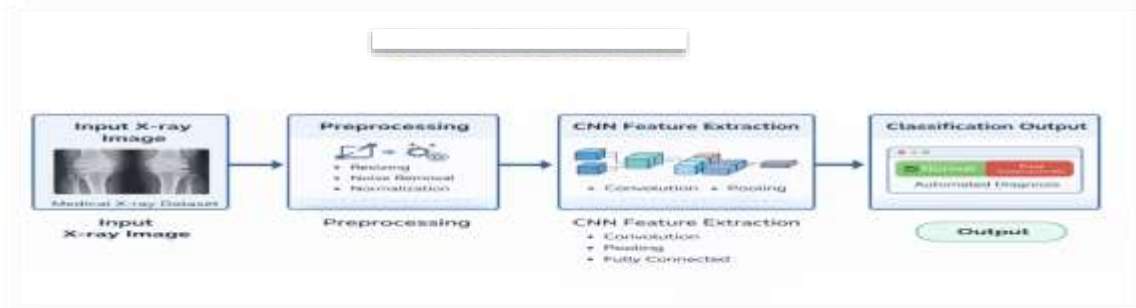 Input X-ray
Image
Medical X-ray Dataset
Input
X-ray Image
Preprocessing
• Resizing
• Noise Removal
• Normalization
Preprocessing
CNN Feature Extraction
• Convolution • Pooling
CNN Feature Extraction
• Convolution
• Pooling
• Fully Connected
Classification Output
Normal
Automated Diagnosis
Output